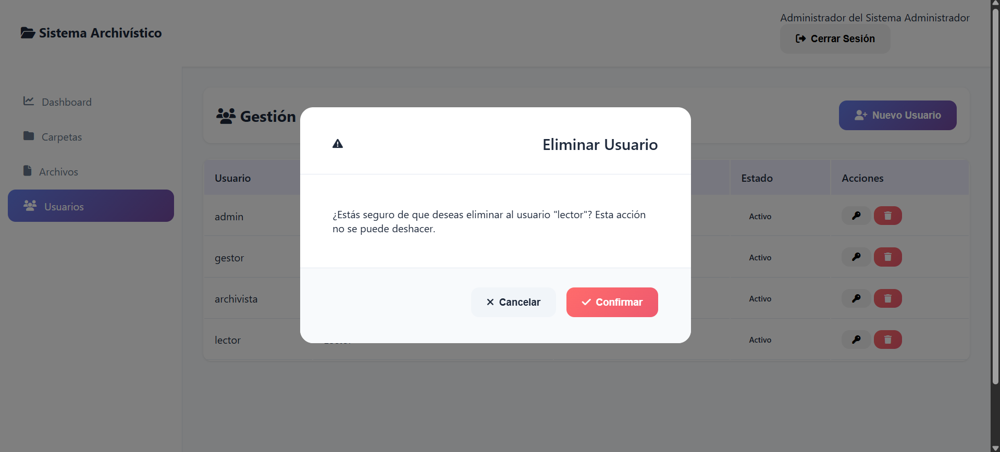 Sistema Archivístico
Administrador del Sistema Administrador
Cerrar Sesión
Dashboard
Carpetas
Archivos
Usuarios
Gestión
Nuevo Usuario
Usuario
Estado
Acciones
admin
Activo
gestor
Activo
archivista
Activo
lector
Activo
Eliminar Usuario
¿Estás seguro de que deseas eliminar al usuario "lector"? Esta acción
no se puede deshacer.
Cancelar
Confirmar